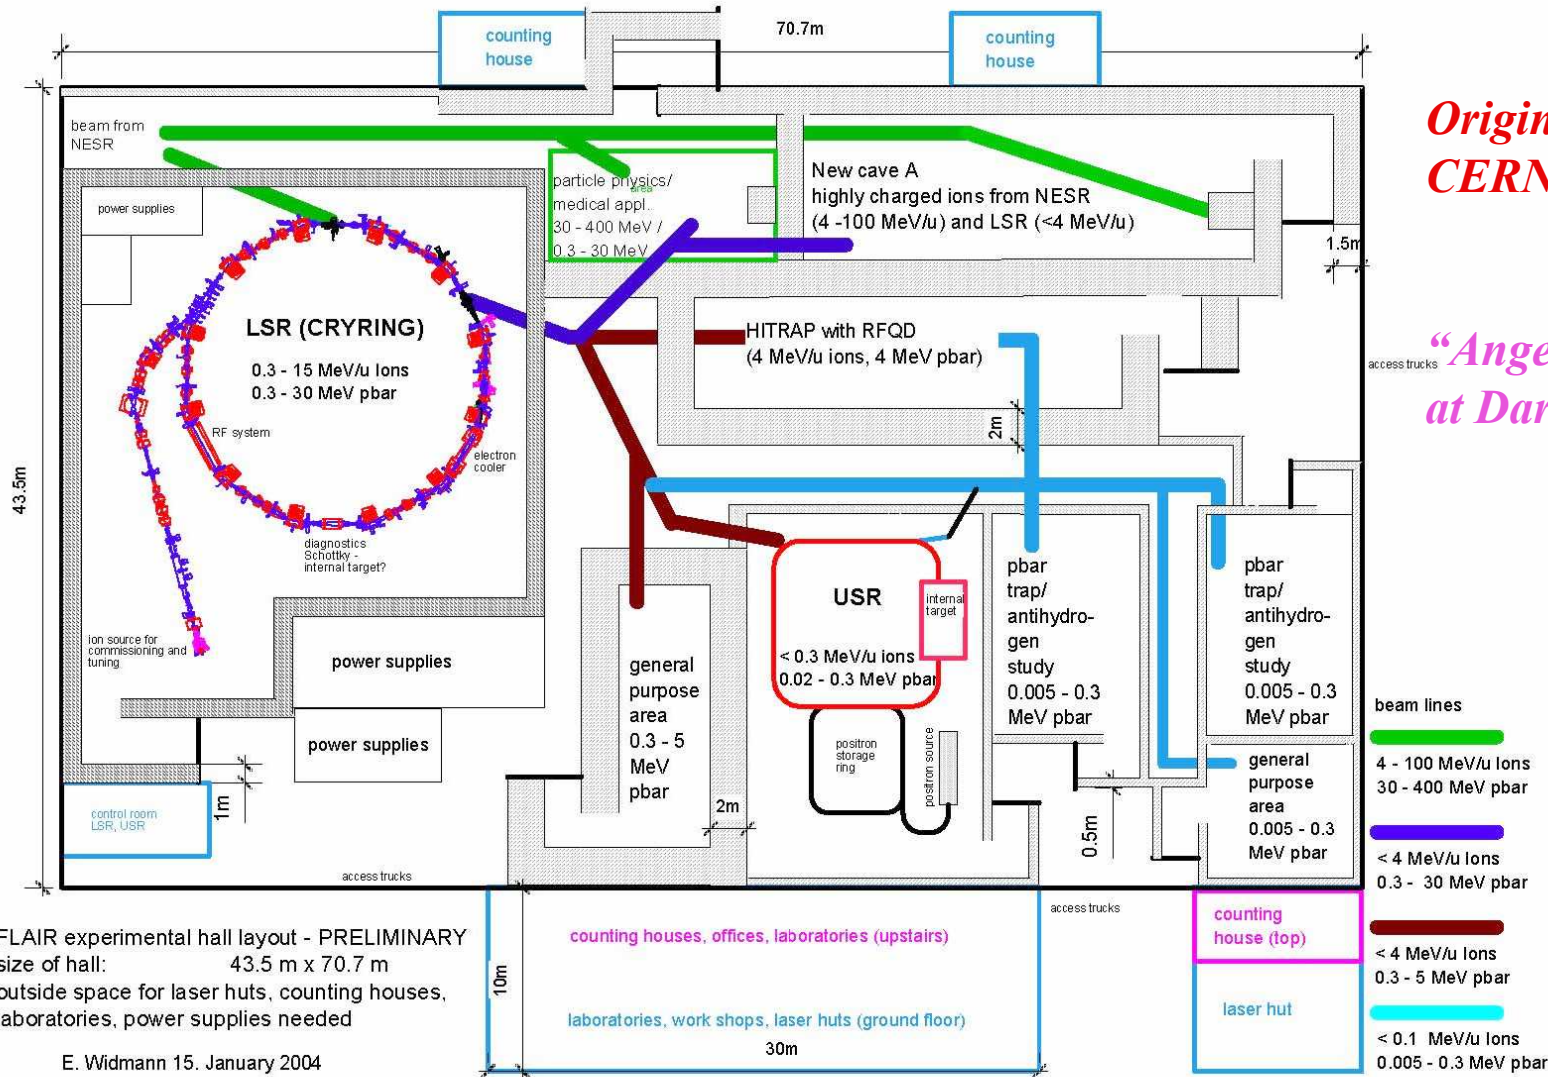 counting
house
70.7m
counting
house
beam from
NESR
power supplies
particle physics/
area
medical appl.
30 - 400 MeV /
0.3 - 30 MeV
New cave A
highly charged ions from NESR
(4 -100 MeV/u) and LSR (<4 MeV/u)
1.5m
LSR (CRYRING)
0.3 - 15 MeV/u Ions
0.3 - 30 MeV pbar
RF system
electron
cooler
diagnostics
Schottky -
internal target?
ion source for
commissioning and
tuning
HITRAP with RFQD
(4 MeV/u ions, 4 MeV pbar)
access trucks
2m
43.5m
power supplies
power supplies
control room
LSR, USR
1m
access trucks
general
purpose
area
0.3 - 5
MeV
pbar
2m
USR
internal
target
< 0.3 MeV/u ions
0.02 - 0.3 MeV pbar
positron
storage
ring
positron source
pbar
trap/
antihydro-
gen
study
0.005 - 0.3
MeV pbar
pbar
trap/
antihydro-
gen
study
0.005 - 0.3
MeV pbar
general
purpose
area
0.005 - 0.3
MeV pbar
0.5m
access trucks
beam lines
4 - 100 MeV/u Ions
30 - 400 MeV pbar
< 4 MeV/u Ions
0.3 - 30 MeV pbar
< 4 MeV/u Ions
0.3 - 5 MeV pbar
< 0.1 MeV/u Ions
0.005 - 0.3 MeV pbar
counting
house (top)
laser hut
counting houses, offices, laboratories (upstairs)
laboratories, work shops, laser huts (ground floor)
10m
30m
FLAIR experimental hall layout - PRELIMINARY
size of hall: 43.5 m x 70.7 m
outside space for laser huts, counting houses,
laboratories, power supplies needed
E. Widmann 15. January 2004
Origin
CERN
“Ange
at Dar